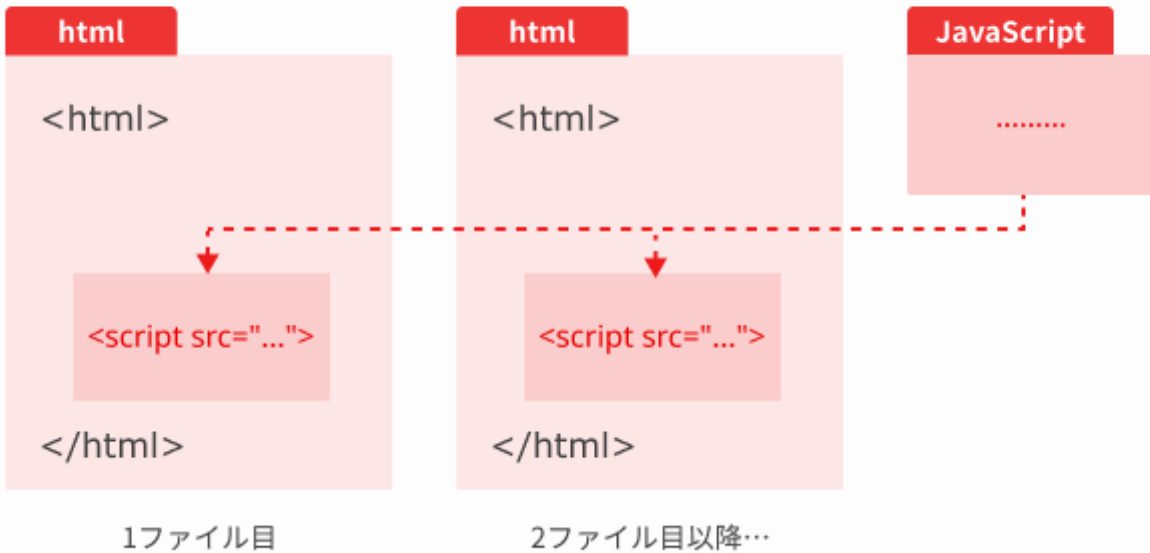 html
<html>
<script src="...">
</html>
1ファイル目
html
<html>
<script src="...">
</html>
2ファイル目以降…
JavaScript
.........